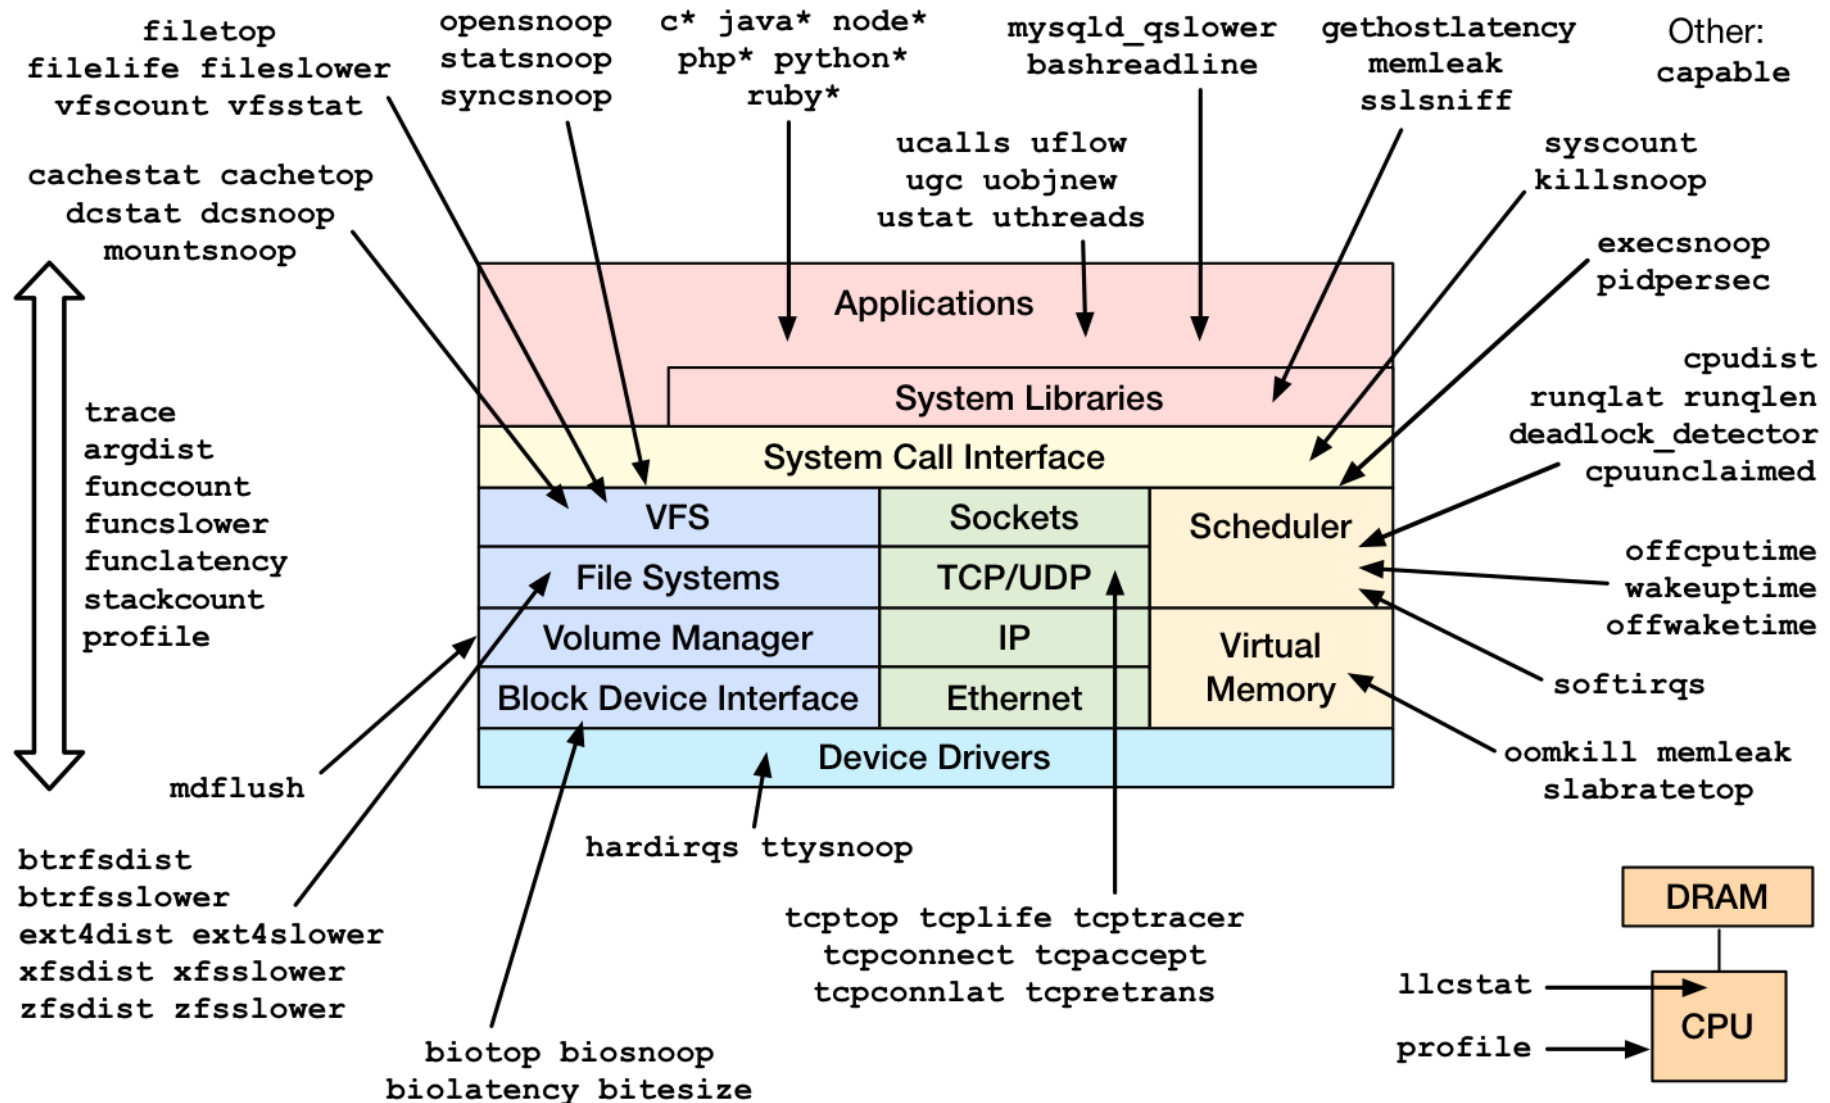 filetop
filelife fileslower
vfscount vfsstat
opensnoop
statsnoop
syncsnoop
c* java* node*
php* python*
ruby*
mysqld_qslower
bashreadline
gethostlatency
memleak
sslsniff
Other:
capable
ucalls uflow
ugc uobjnew
ustat uthreads
syscount
killsnoop
cachestat cachetop
dcstat dcsnoop
mountsnoop
execsnoop
pidpersec
cpudist
runqlat runqlen
deadlock_detector
cpuunclaimed
offcputime
wakeuptime
offwaketime
softirqs
oomkill memleak
slabratetop
trace
argdist
funccount
funcslower
funclatency
stackcount
profile
Applications
System Libraries
System Call Interface
VFS
Sockets
Scheduler
File Systems
TCP/UDP
Volume Manager
IP
Virtual
Memory
Block Device Interface
Ethernet
Device Drivers
mdflush
btrfsdist
btrfsslower
ext4dist ext4slower
xfsdist xfsslower
zfsdist zfsslower
hardirqs ttysnoop
biotop biosnoop
biolatency bitesize
tcptop tcplife tcptracer
tcpconnect tcpaccept
tcpconnlat tcpretrans
DRAM
llcstat
CPU
profile